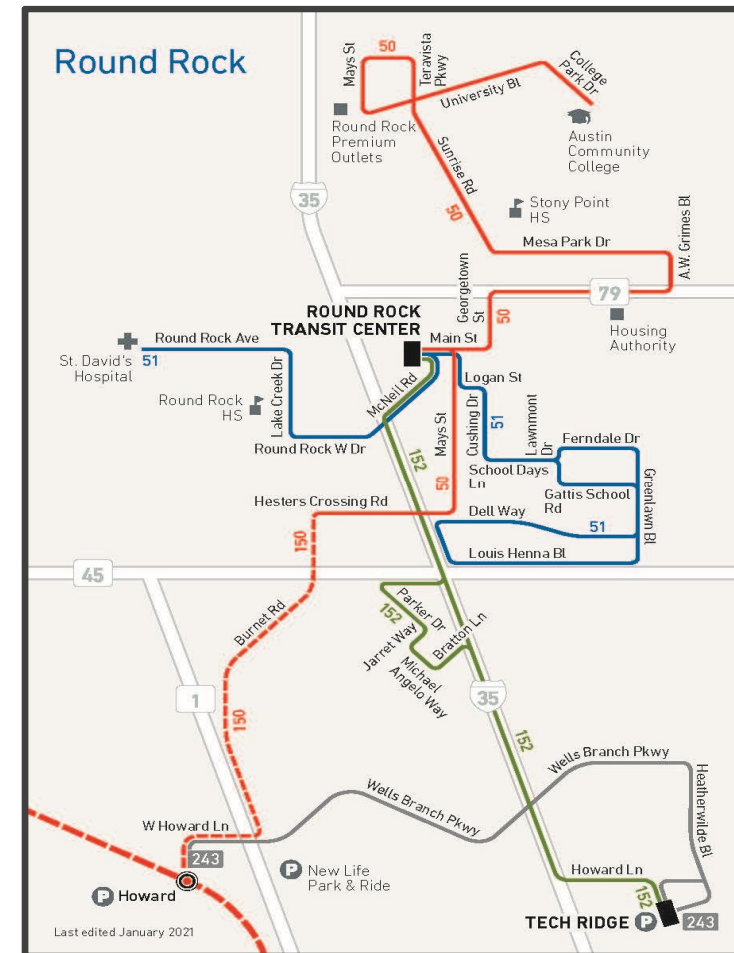 Round Rock
Mays St
50
Teravista
Pkwy
University Bl
College
Park Dr
Round Rock
Premium
Outlets
Austin
Community
College
Sunrise Rd
50
35
Stony Point
HS
Mesa Park Dr
A.W. Grimes Bl
79
Georgetown
St
50
ROUND ROCK
TRANSIT CENTER
Main St
Housing
Authority
Round Rock Ave
St. David's
Hospital
51
Lake Creek Dr
Round Rock
HS
McNeil Rd
Logan St
Round Rock W Dr
Mays St
Cushing Dr
51
Lawnmont
Dr
Ferndale Dr
152
School Days
Ln
Gattis School
Rd
Greenlawn Bl
50
Hesters Crossing Rd
Dell Way
51
150
Louis Henna Bl
45
Burnet Rd
Parker Dr
152
Jarret Way
Bratton Ln
Michael
Angelo Way
1
150
35
152
Wells Branch Pkwy
Wells Branch Pkwy
Heatherwilde Bl
W Howard Ln
243
New Life
Park & Ride
Howard Ln
P
P Howard
152
TECH RIDGE P
243
Last edited January 2021